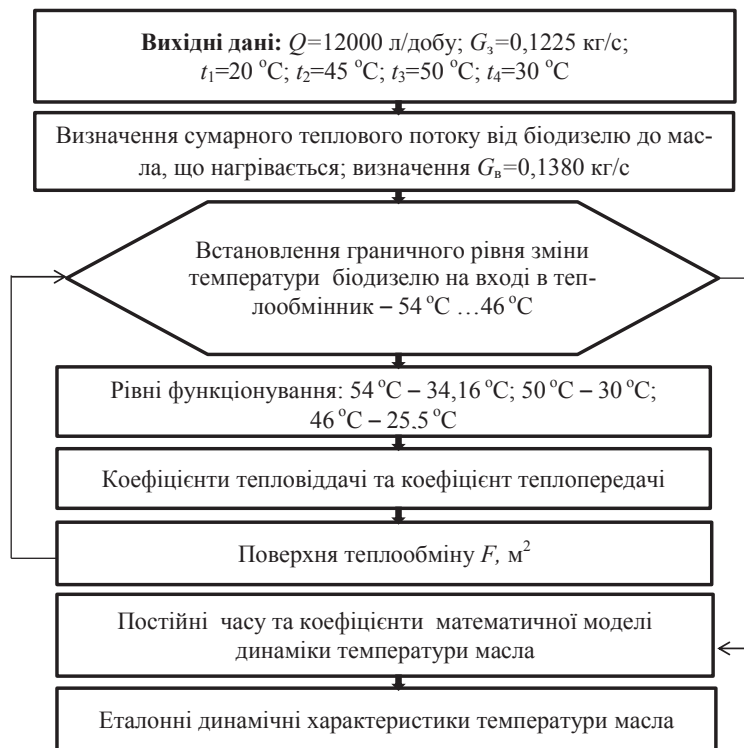 Вихідні дані: Q=12000 л/добу; Gз=0,1225 кг/с;
t1=20 °С; t2=45 °С; t3=50 °С; t4=30 °С
Визначення сумарного теплового потоку від біодизелю до мас-
ла, що нагрівається; визначення Gв=0,1380 кг/с
Встановлення граничного рівня зміни
температури біодизелю на вході в теп-
лообмінник – 54 °С …46 °С
Рівні функціонування: 54 °С – 34,16 °С; 50 °С – 30 °С;
46 °С – 25,5 °С
Коефіцієнти тепловіддачі та коефіцієнт теплопередачі
Поверхня теплообміну F, м²
Постійні часу та коефіцієнти математичної моделі
динаміки температури масла
Еталонні динамічні характеристики температури масла